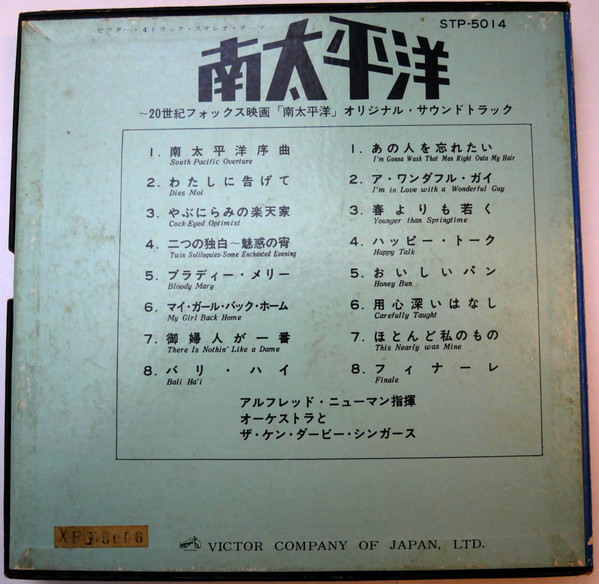 ビクター・4トラック・ステレオ・テープ
STP-5014
南太平洋
～20世紀フォックス映画「南太平洋」オリジナル・サウンドトラック
1. 南太平洋序曲
South Pacific Overture
2. わたしに告げて
Dies Moi
3. やぶにらみの楽天家
Cock-Eyed Optimist
4. 二つの独白～魅惑の宵
Twin Soliloquies-Some Enchanted Evening
5. ブラディー・メリー
Bloody Mary
6. マイ・ガール・バック・ホーム
My Girl Back Home
7. 御婦人が一番
There Is Nothin' Like a Dame
8. バリ・ハイ
Bali Ha'i
1. あの人を忘れたい
I'm Gonna Wash That Man Right Outa My Hair
2. ア・ワンダフル・ガイ
I'm in Love with a Wonderful Guy
3. 春よりも若く
Younger than Springtime
4. ハッピー・トーク
Happy Talk
5. おいしいパン
Honey Bun
6. 用心深いはなし
Carefully Taught
7. ほとんど私のもの
This Nearly was Mine
8. フィナーレ
Finale
アルフレッド・ニューマン指揮
オーケストラと
ザ・ケン・ダービー・シンガース
VICTOR COMPANY OF JAPAN, LTD.